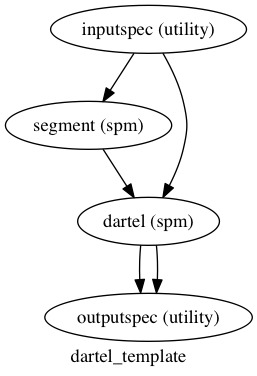 inputspec (utility)
segment (spm)
dartel (spm)
outputspec (utility)
dartel_template